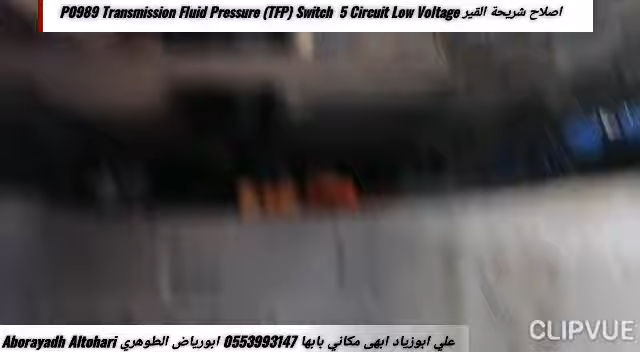 P0989 Transmission Fluid Pressure (TFP) Switch 5 Circuit Low Voltage اصلاح شريحة القير
Aborayadh Altohari علي ابوزياد ابهى مكاني بابها 0553993147 ابورياض الطوهري
CLIPVUE